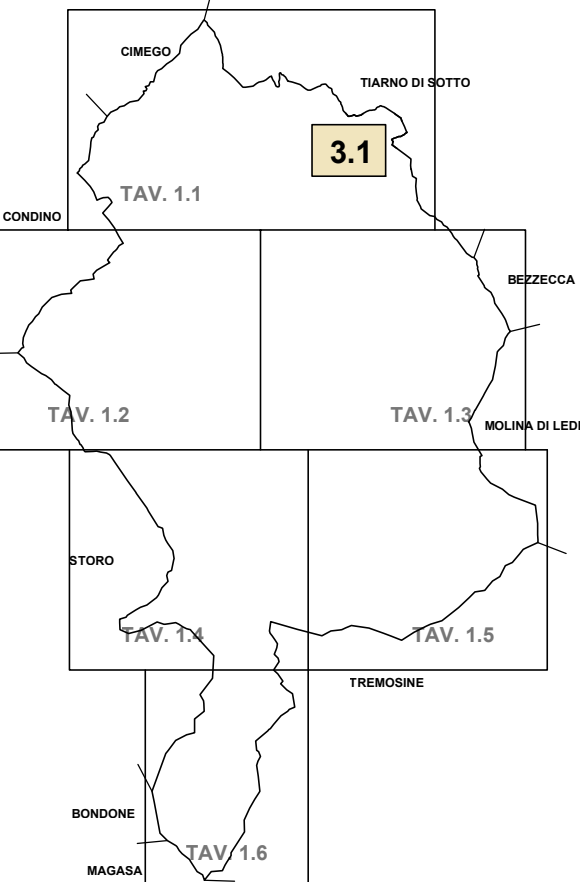 CIMEGO
TIARNO DI SOTTO
3.1
TAV. 1.1
CONDINO
BEZZECCA
TAV. 1.2
TAV. 1.3
MOLINA DI LED
STORO
TAV. 1.4
TAV. 1.5
TREMOSINE
BONDONE
TAV. 1.6
MAGASA